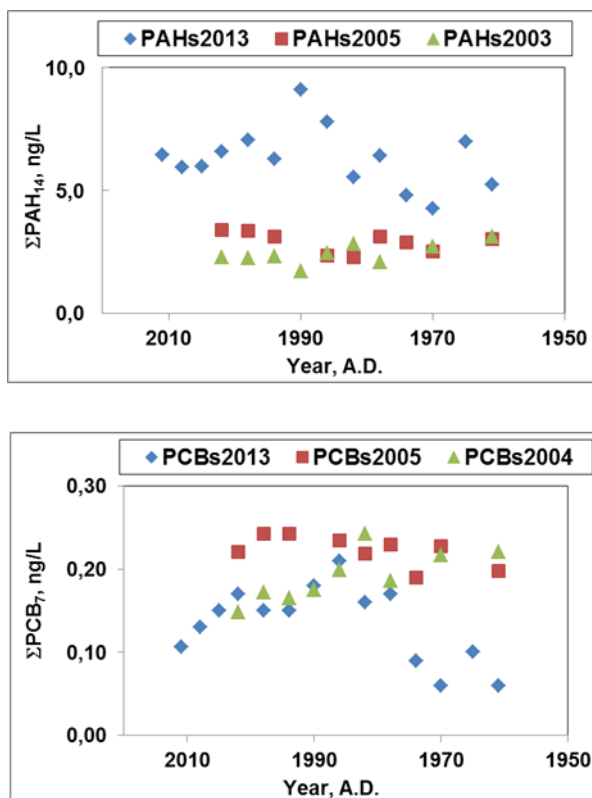 PAHs2013 PAHs2005 PAHs2003
10,0
5,0
0,0
ΣPAH₁₄, ng/L
2010 1990 1970 1950
Year, A.D.
PCBs2013 PCBs2005 PCBs2004
0,30
0,20
0,10
0,00
ΣPCB₇, ng/L
2010 1990 1970 1950
Year, A.D.